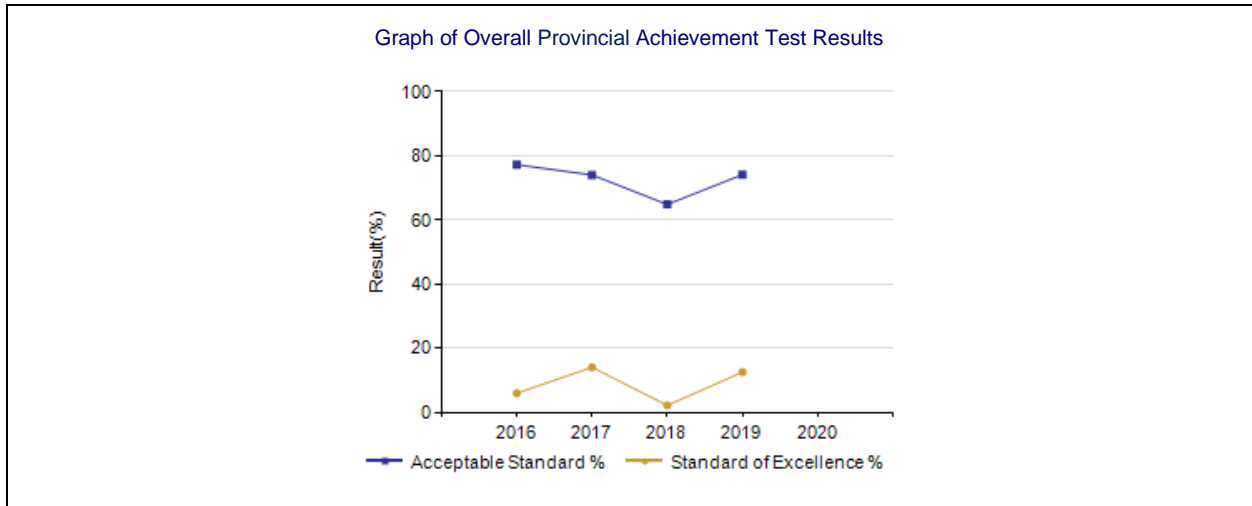 Graph of Overall Provincial Achievement Test Results
100
80
60
40
20
0
Result(%)
2016 2017 2018 2019 2020
Acceptable Standard % Standard of Excellence %